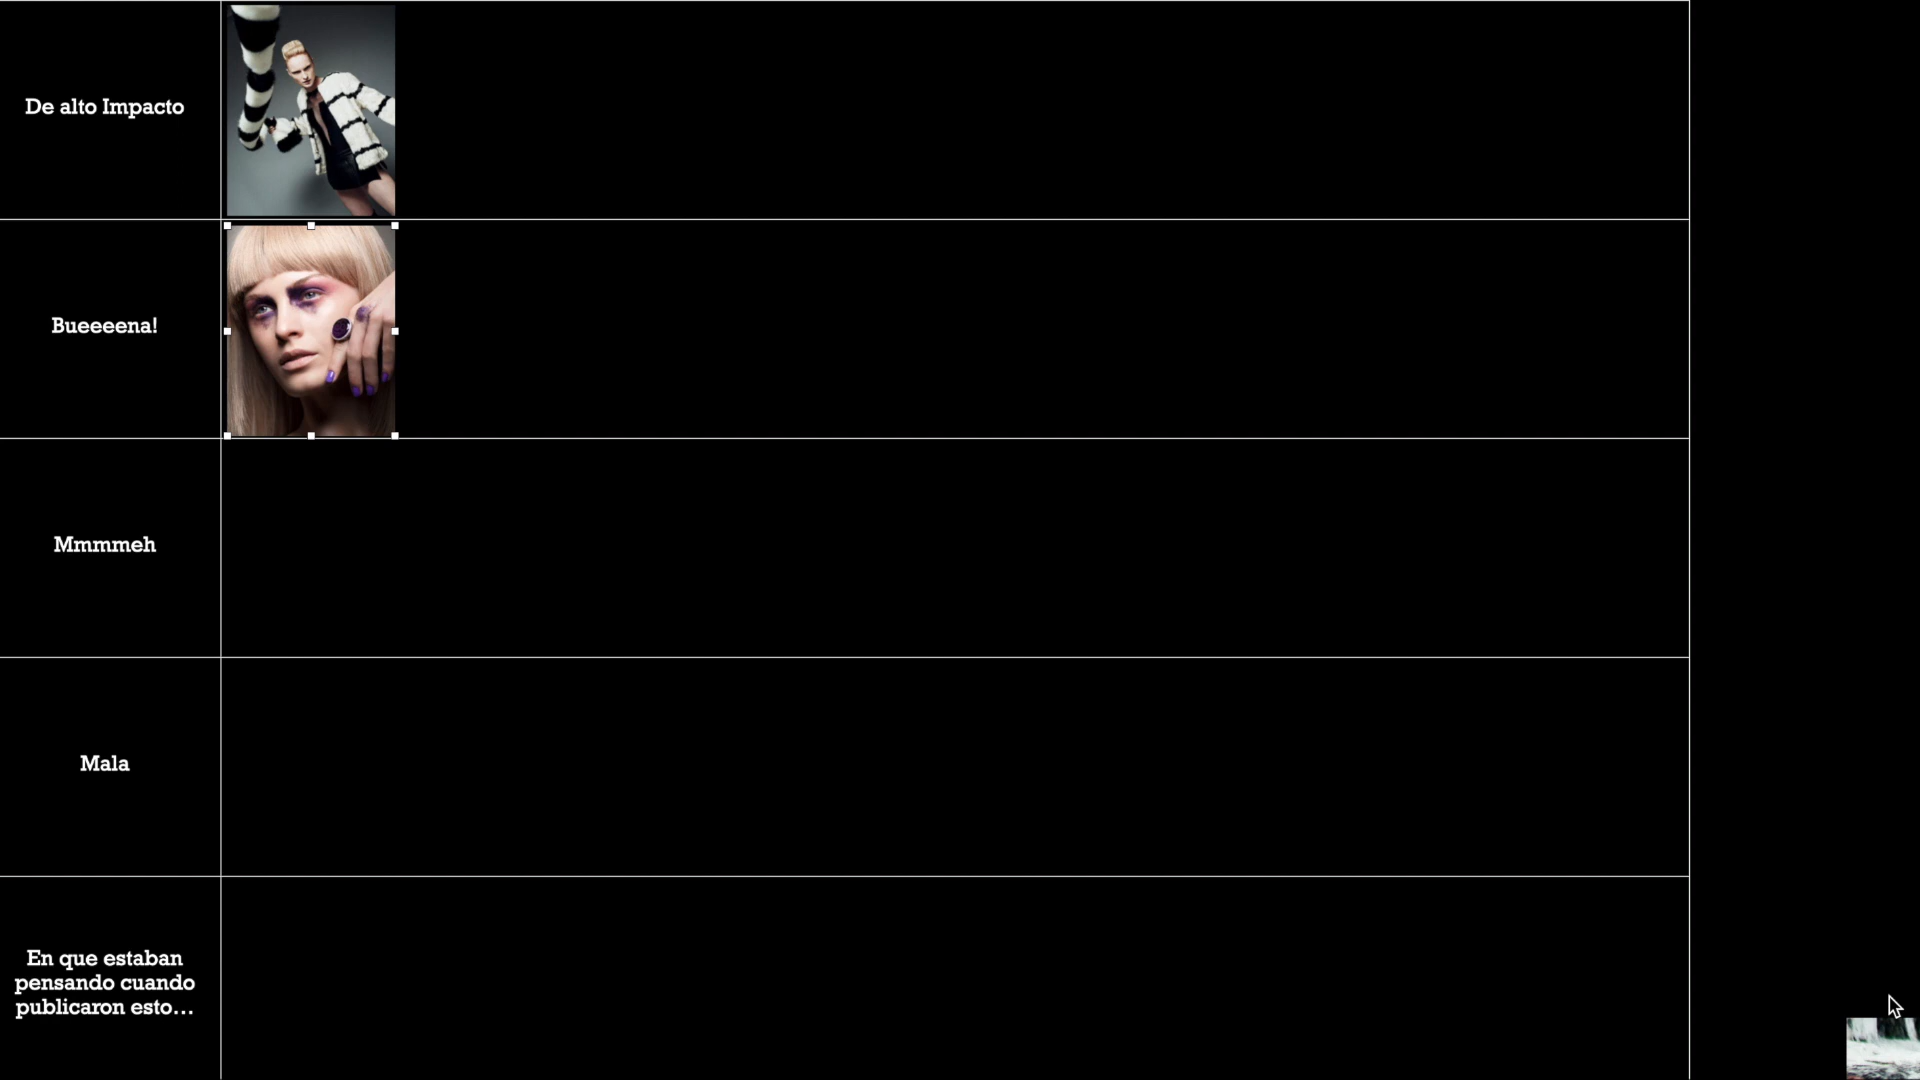 De alto Impacto
Bueeeena!
Mmmmeh
Mala
En que estaban
pensando cuando
publicaron esto...